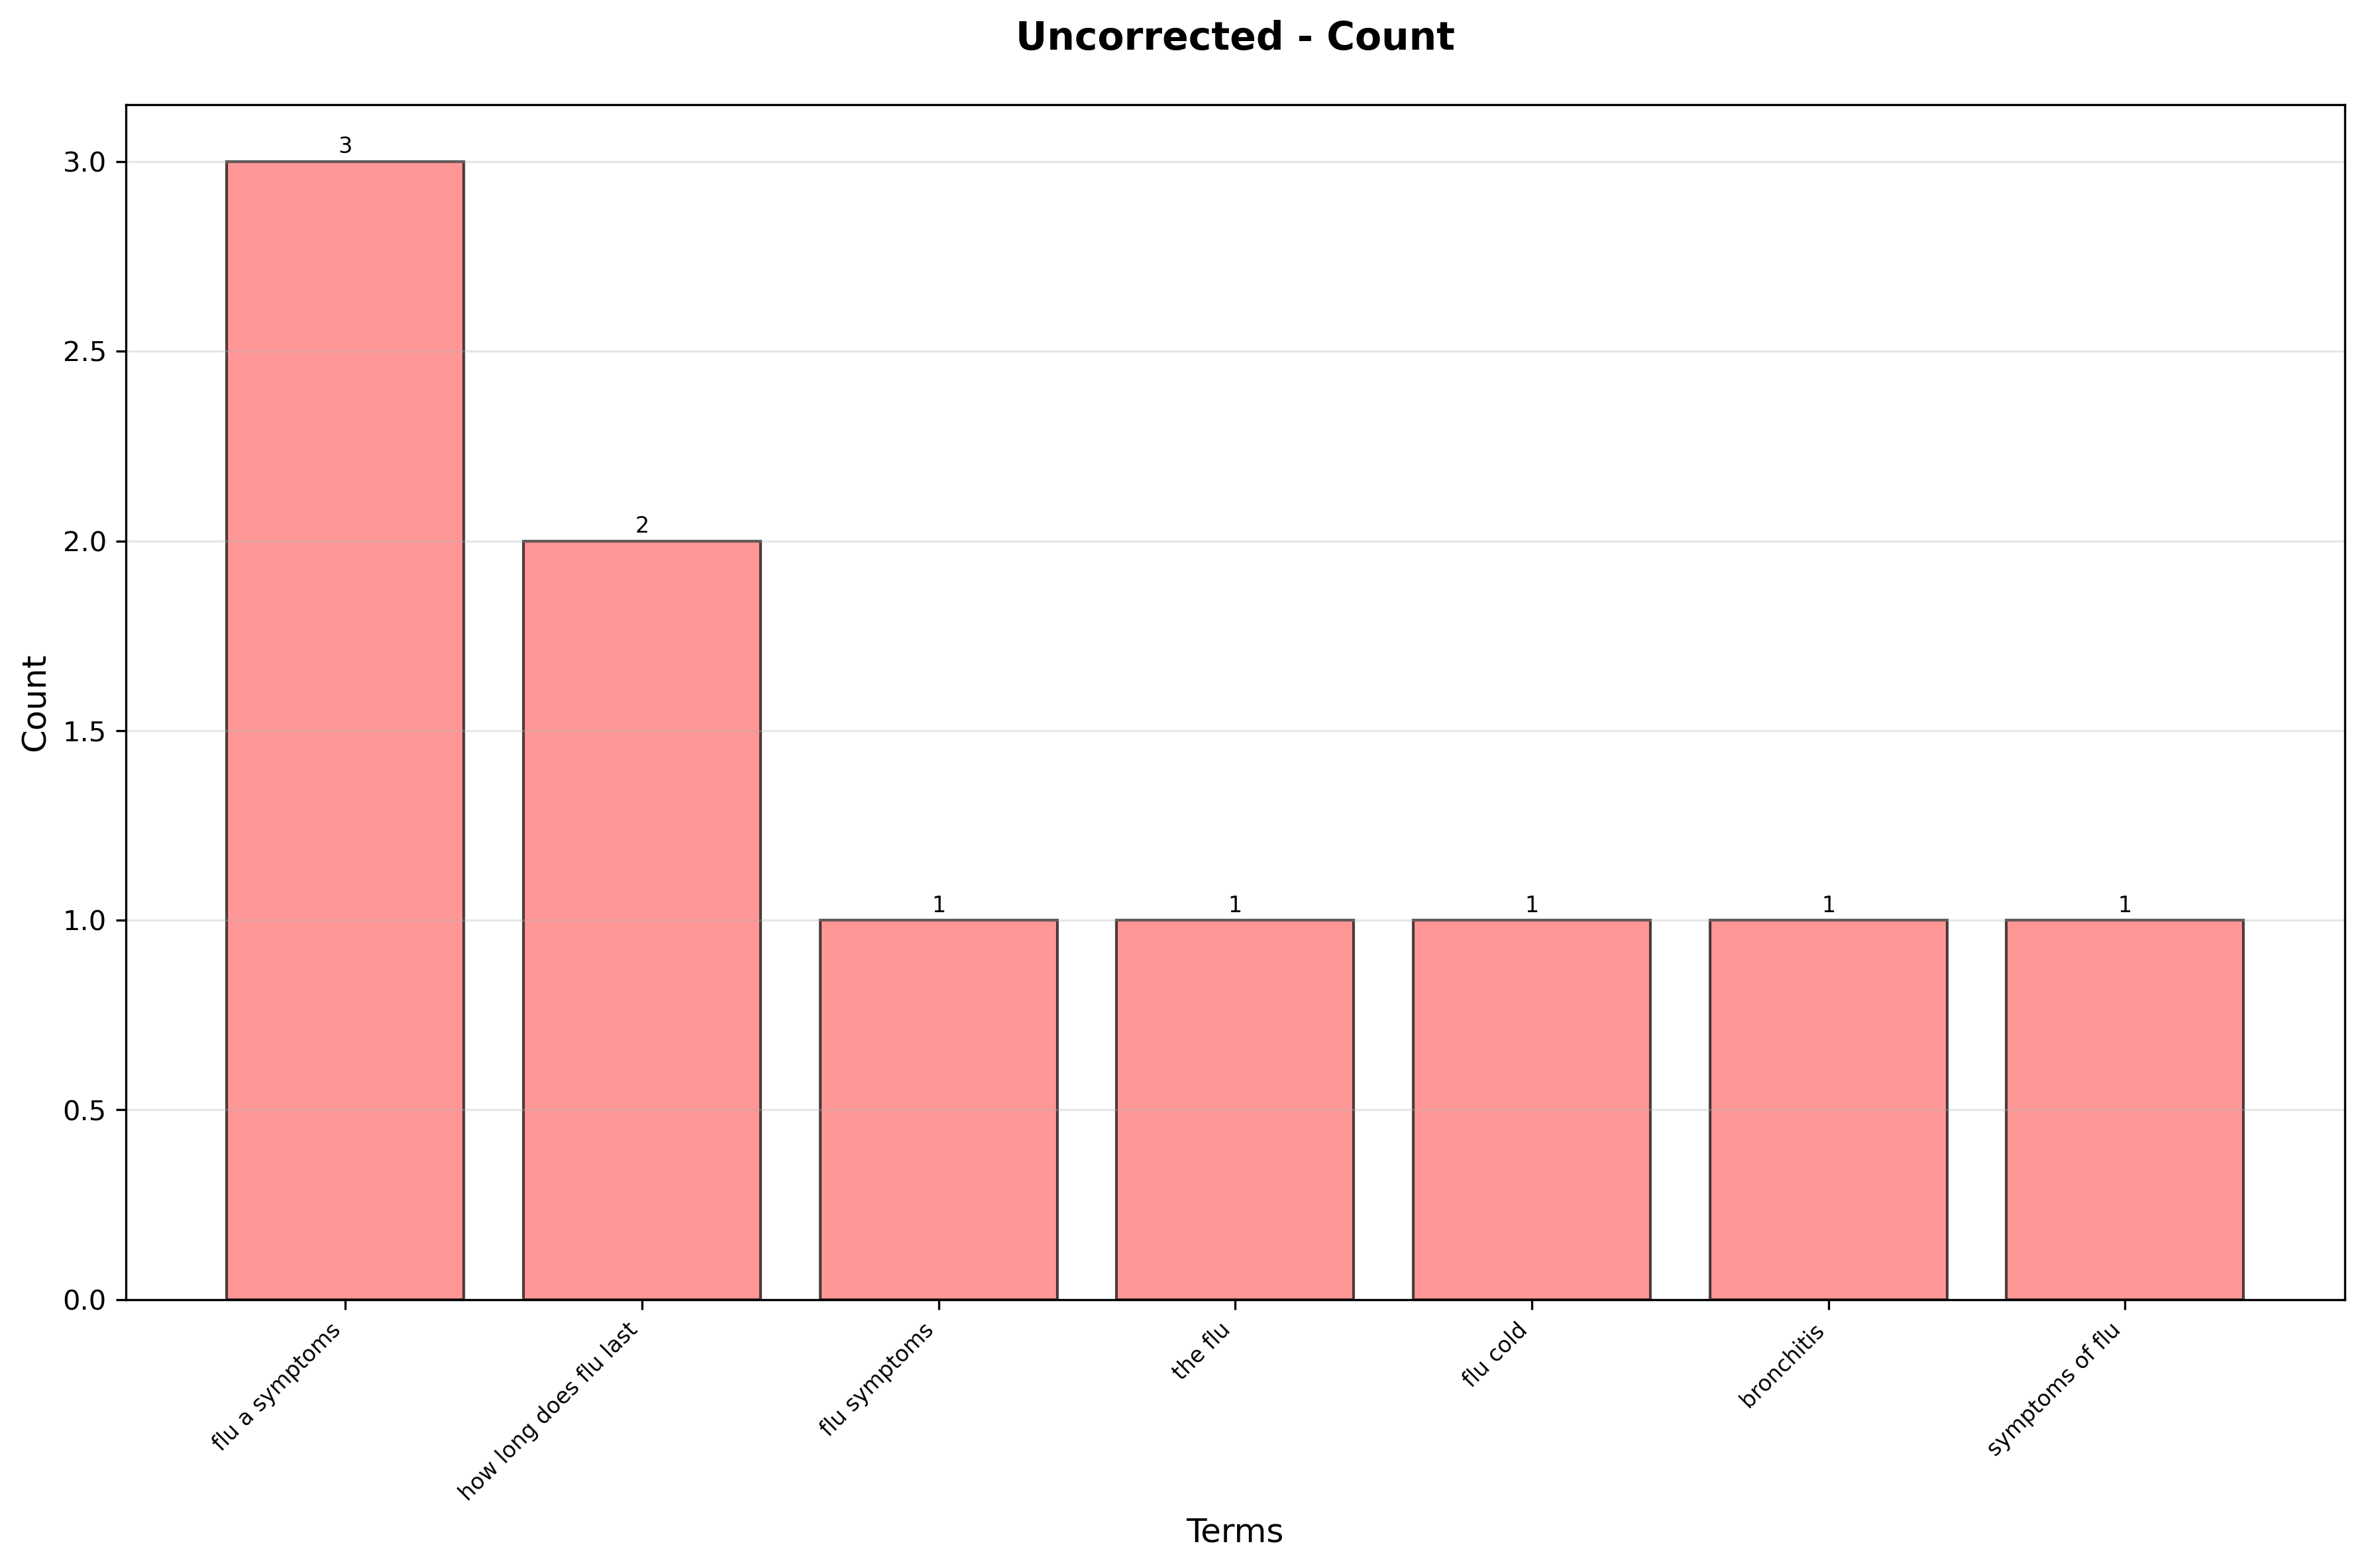 Uncorrected - Count
3
2
1
1
1
1
1
3.0
2.5
2.0
1.5
1.0
0.5
0.0
Count
flu a symptoms
how long does flu last
flu symptoms
the flu
flu cold
bronchitis
symptoms of flu
Terms